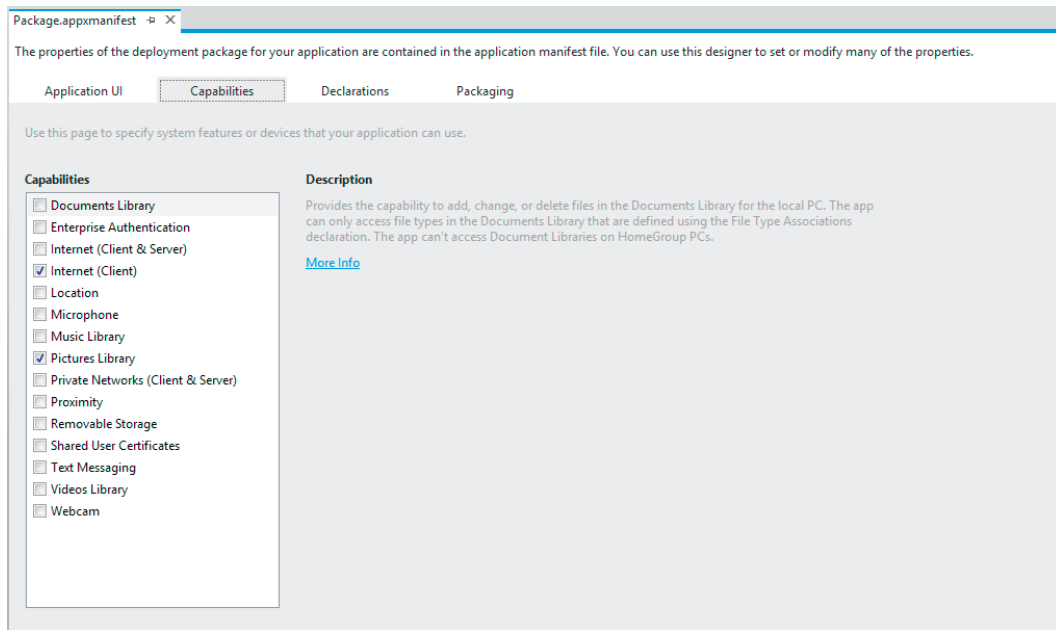 Package.appxmanifest
The properties of the deployment package for your application are contained in the application manifest file. You can use this designer to set or modify many of the properties.
Application UI Capabilities Declarations Packaging
Use this page to specify system features or devices that your application can use.
Capabilities
Documents Library
Enterprise Authentication
Internet (Client & Server)
Internet (Client)
Location
Microphone
Music Library
Pictures Library
Private Networks (Client & Server)
Proximity
Removable Storage
Shared User Certificates
Text Messaging
Videos Library
Webcam
Description
Provides the capability to add, change, or delete files in the Documents Library for the local PC. The app
can only access file types in the Documents Library that are defined using the File Type Associations
declaration. The app can't access Document Libraries on HomeGroup PCs.
More Info